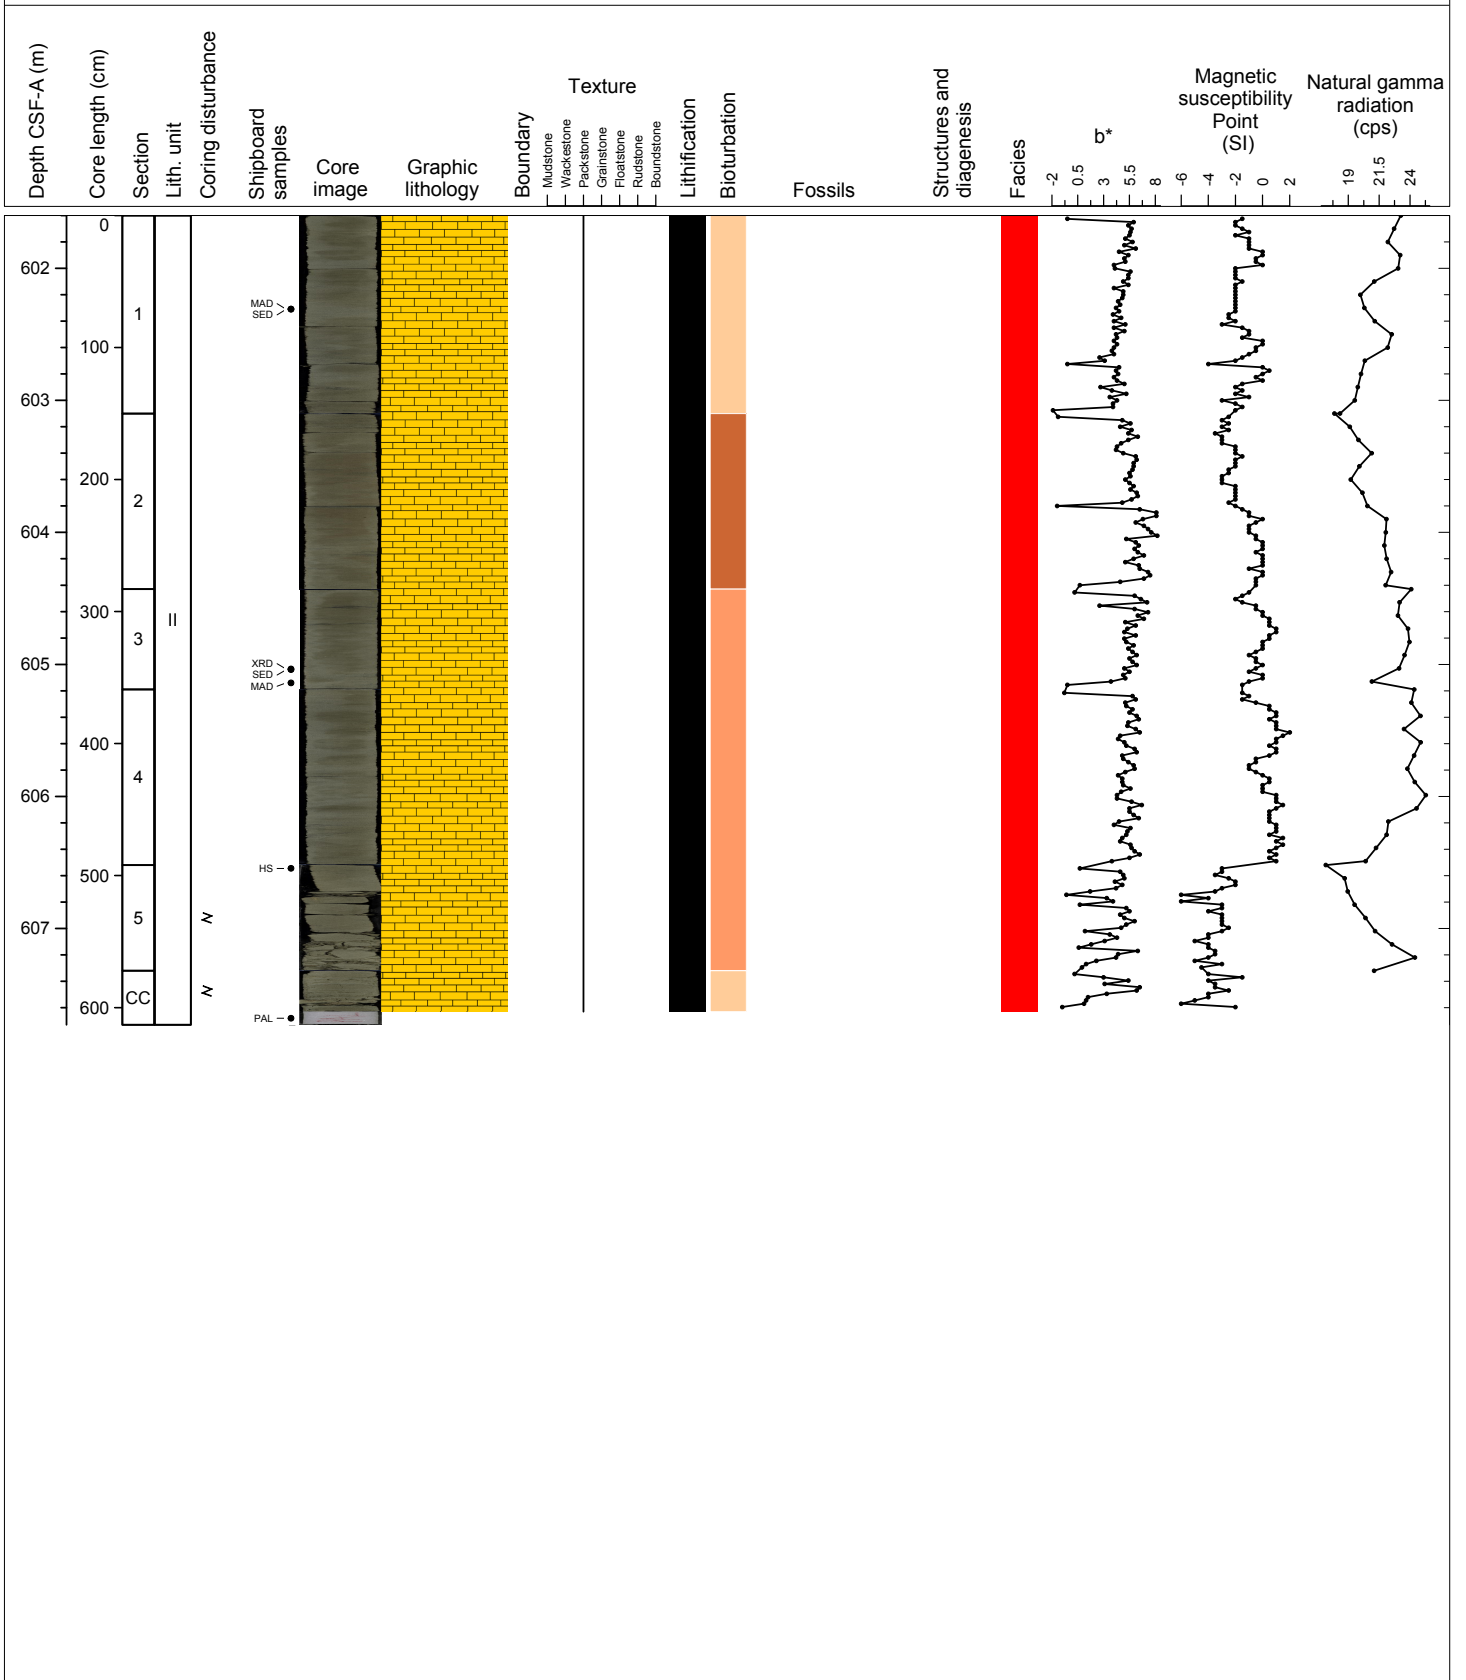 Depth CSF-A (m)
Core length (cm)
Section
Lith. unit
Coring disturbance
Shipboard
samples
Core
image
Graphic
lithology
Boundary
Texture
Mudstone
Wackestone
Packstone
Grainstone
Floatstone
Rudstone
Boundstone
Lithification
Bioturbation
Fossils
Structures and
diagenesis
Facies
b*
-2 0.5 3 5.5 8
Magnetic
susceptibility
Point
(SI)
-6 -4 -2 0 2
Natural gamma
radiation
(cps)
19 21.5 24
602
603
604
605
606
607
0
100
200
300
400
500
600
1
2
3
4
5
CC
II
MAD
SED
XRD
SED
MAD
HS
PAL